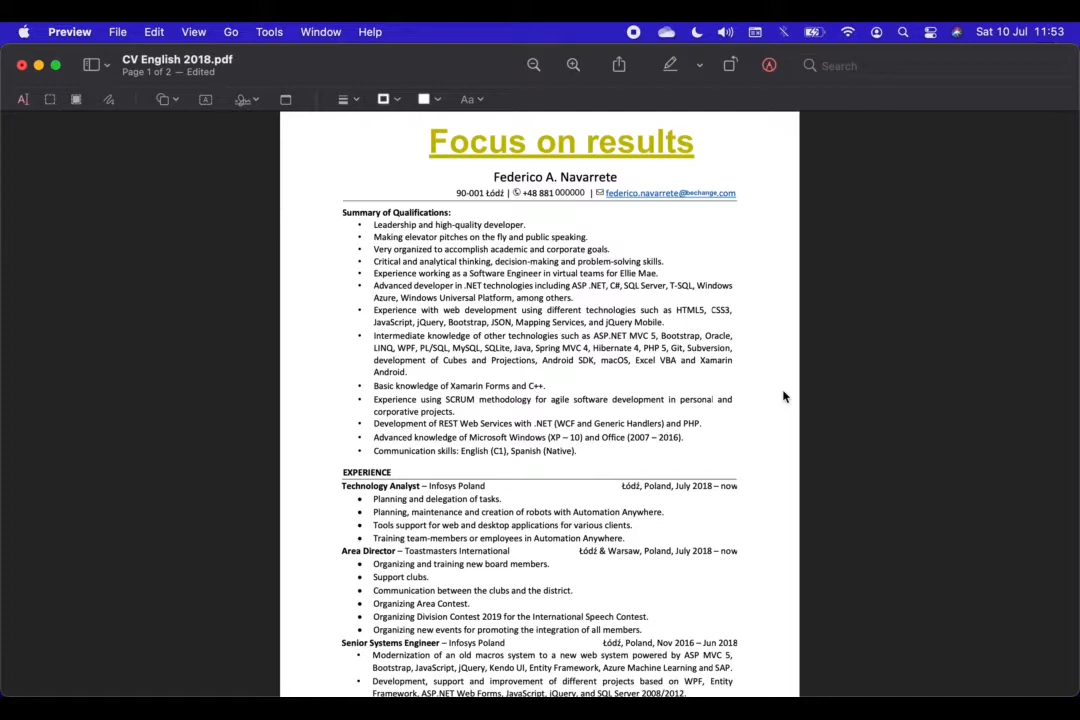 Preview File Edit View Go Tools Window Help Sat 10 Jul 11:53
CV English 2018.pdf
Page 1 of 2 — Edited
Search
Aa
Focus on results
Federico A. Navarrete
90-001 Łódź | +48 881 000000 | federico.navarrete@bechange.com
Summary of Qualifications:
• Leadership and high-quality developer.
• Making elevator pitches on the fly and public speaking.
• Very organized to accomplish academic and corporate goals.
• Critical and analytical thinking, decision-making and problem-solving skills.
• Experience working as a Software Engineer in virtual teams for Ellie Mae.
• Advanced developer in .NET technologies including ASP .NET, C#, SQL Server, T-SQL, Windows
Azure, Windows Universal Platform, among others.
• Experience with web development using different technologies such as HTML5, CSS3,
JavaScript, jQuery, Bootstrap, JSON, Mapping Services, and jQuery Mobile.
• Intermediate knowledge of other technologies such as ASP.NET MVC 5, Bootstrap, Oracle,
LINQ, WPF, PL/SQL, MySQL, SQLite, Java, Spring MVC 4, Hibernate 4, PHP 5, Git, Subversion,
development of Cubes and Projections, Android SDK, macOS, Excel VBA and Xamarin
Android.
• Basic knowledge of Xamarin Forms and C++.
• Experience using SCRUM methodology for agile software development in personal and
corporative projects.
• Development of REST Web Services with .NET (WCF and Generic Handlers) and PHP.
• Advanced knowledge of Microsoft Windows (XP – 10) and Office (2007 – 2016).
• Communication skills: English (C1), Spanish (Native).
EXPERIENCE
Technology Analyst – Infosys Poland Łódź, Poland, July 2018 – now
• Planning and delegation of tasks.
• Planning, maintenance and creation of robots with Automation Anywhere.
• Tools support for web and desktop applications for various clients.
• Training team-members or employees in Automation Anywhere.
Area Director – Toastmasters International Łódź & Warsaw, Poland, July 2018 – now
• Organizing and training new board members.
• Support clubs.
• Communication between the clubs and the district.
• Organizing Area Contest.
• Organizing Division Contest 2019 for the International Speech Contest.
• Organizing new events for promoting the integration of all members.
Senior Systems Engineer – Infosys Poland Łódź, Poland, Nov 2016 – Jun 2018
• Modernization of an old macros system to a new web system powered by ASP MVC 5,
Bootstrap, JavaScript, jQuery, Kendo UI, Entity Framework, Azure Machine Learning and SAP.
• Development, support and improvement of different projects based on WPF, Entity
Framework, ASP.NET Web Forms, JavaScript, jQuery, and SQL Server 2008/2012.